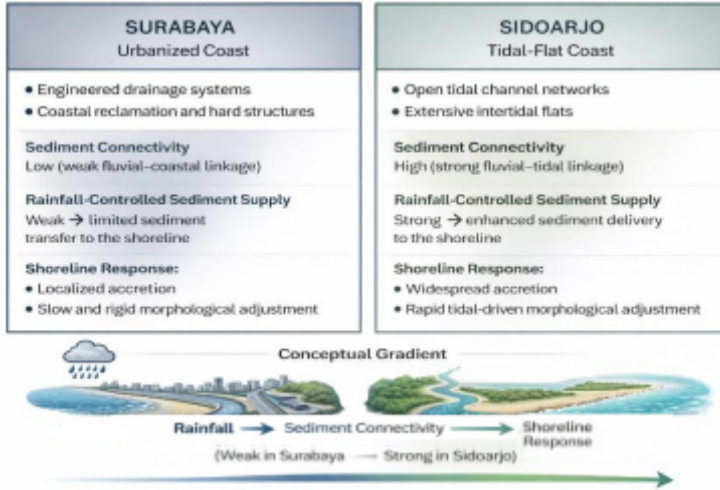 SURABAYA
Urbanized Coast
• Engineered drainage systems
• Coastal reclamation and hard structures
Sediment Connectivity
Low (weak fluvial–coastal linkage)
Rainfall-Controlled Sediment Supply
Weak → limited sediment
transfer to the shoreline
Shoreline Response:
• Localized accretion
• Slow and rigid morphological adjustment
SIDOARJO
Tidal-Flat Coast
• Open tidal channel networks
• Extensive intertidal flats
Sediment Connectivity
High (strong fluvial–tidal linkage)
Rainfall-Controlled Sediment Supply
Strong → enhanced sediment delivery
to the shoreline
Shoreline Response:
• Widespread accretion
• Rapid tidal-driven morphological adjustment
Conceptual Gradient
Rainfall → Sediment Connectivity → Shoreline
Response
(Weak in Surabaya → Strong in Sidoarjo)